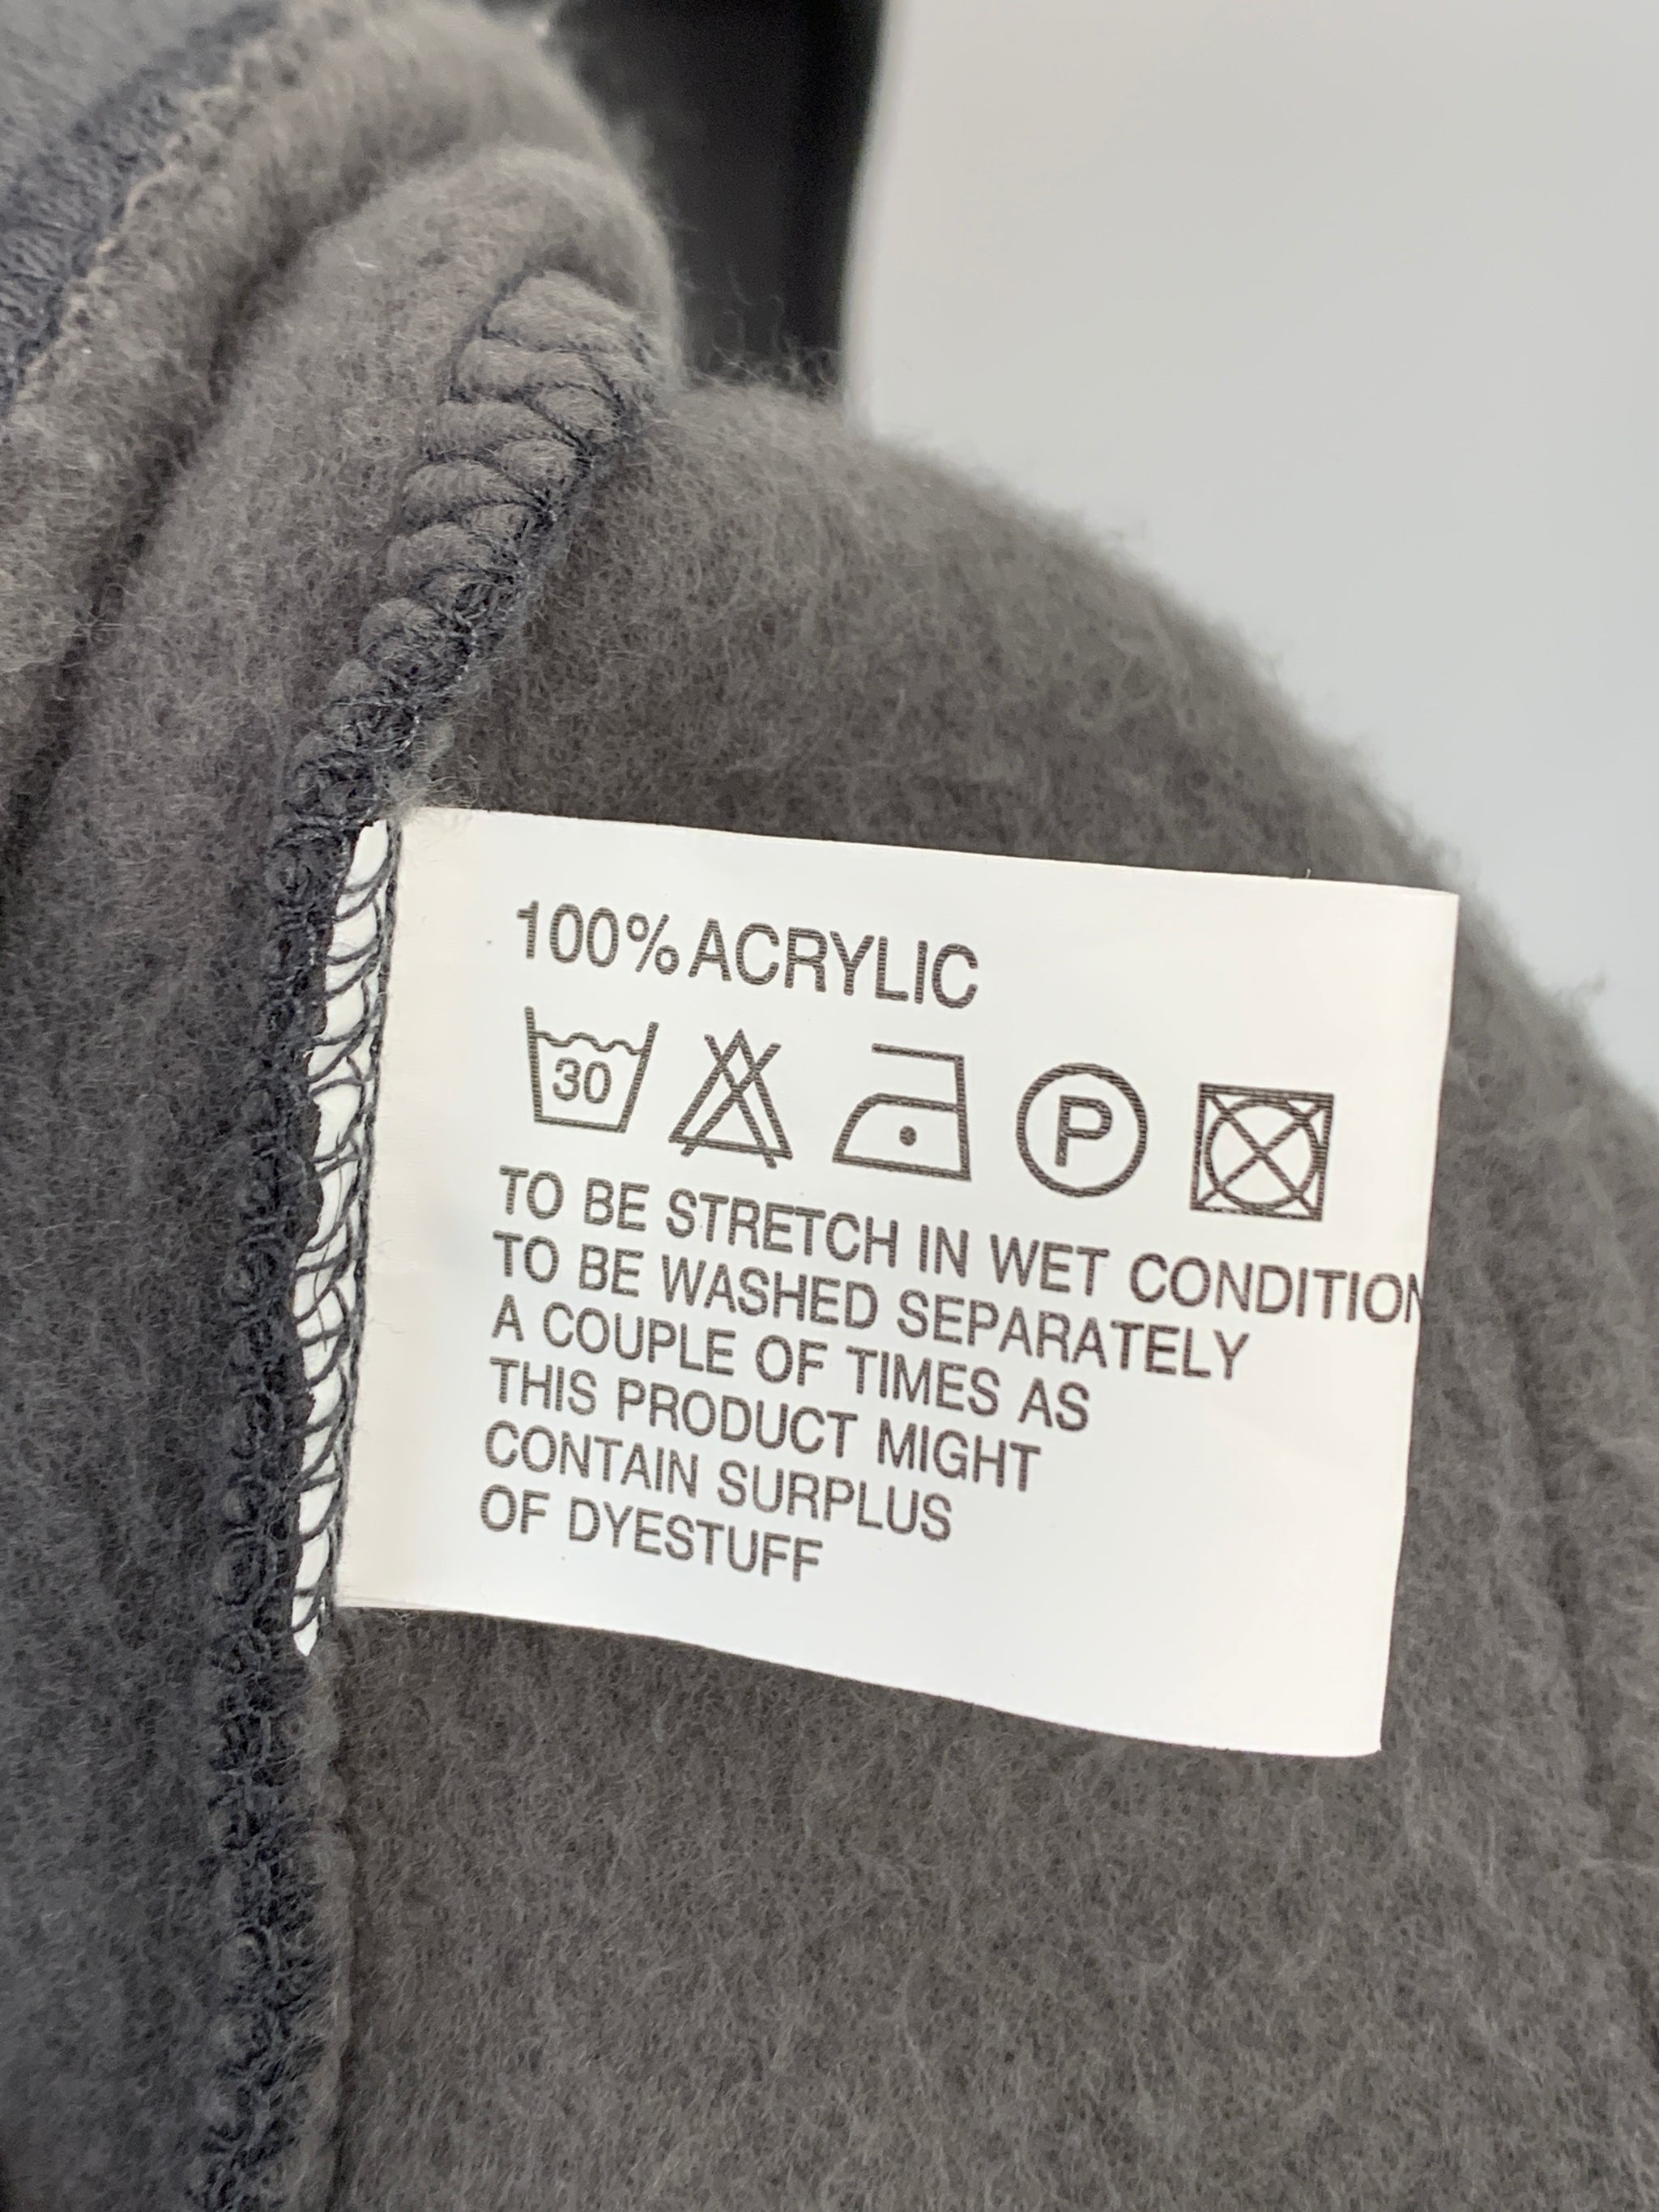 100% ACRYLIC
30 P
TO BE STRETCH IN WET CONDITION
TO BE WASHED SEPARATELY
A COUPLE OF TIMES AS
THIS PRODUCT MIGHT
CONTAIN SURPLUS
OF DYESTUFF